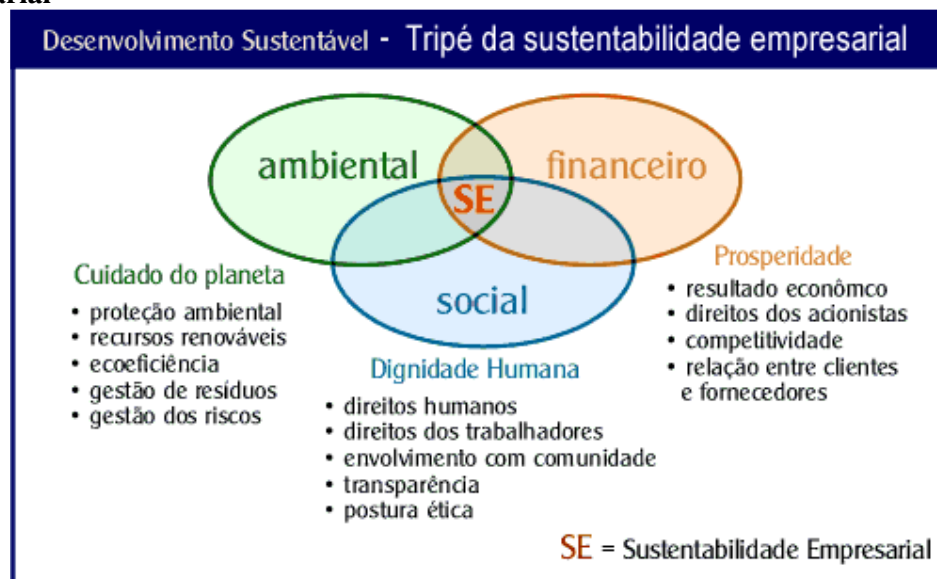 Desenvolvimento Sustentável - Tripé da sustentabilidade empresarial
ambiental
financeiro
SE
social
Cuidado do planeta
• proteção ambiental
• recursos renováveis
• ecoeficiência
• gestão de resíduos
• gestão dos riscos
Dignidade Humana
• direitos humanos
• direitos dos trabalhadores
• envolvimento com comunidade
• transparência
• postura ética
Prosperidade
• resultado econômco
• direitos dos acionistas
• competitividade
• relação entre clientes
e fornecedores
SE = Sustentabilidade Empresarial